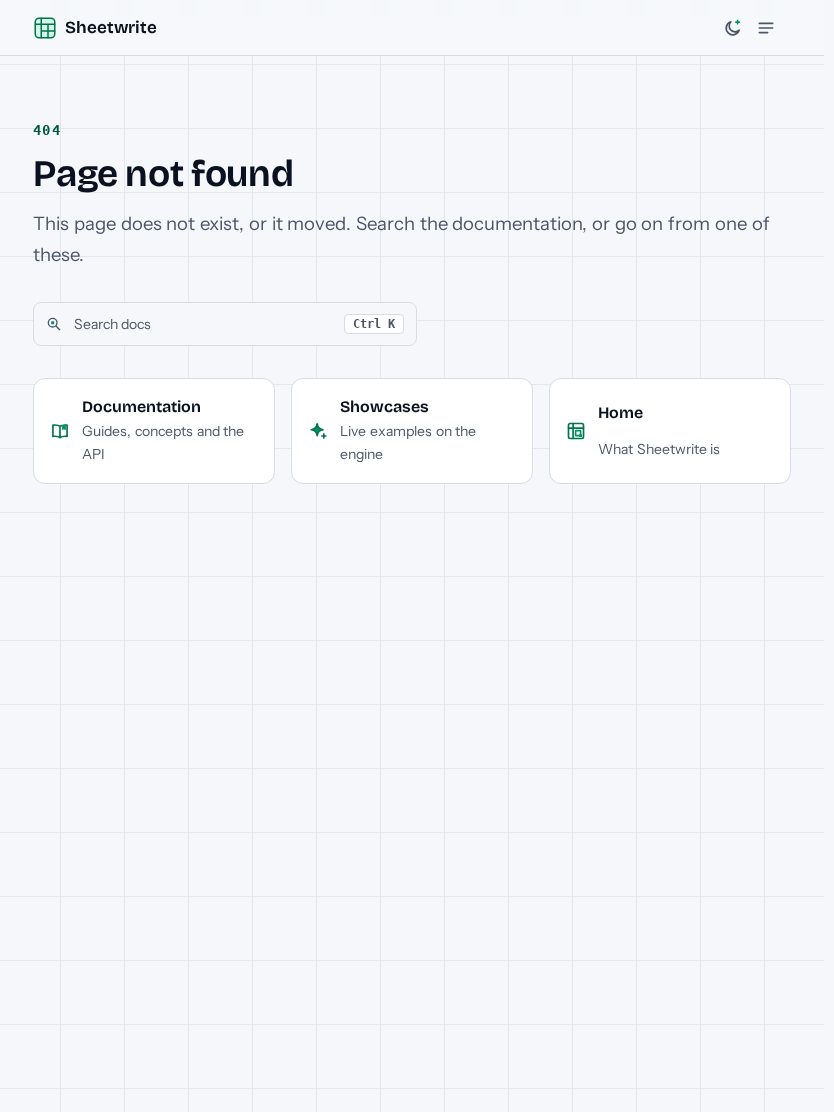 Sheetwrite
404
Page not found
This page does not exist, or it moved. Search the documentation, or go on from one of
these.
Search docs
Ctrl K
Documentation
Guides, concepts and the
API
Showcases
Live examples on the
engine
Home
What Sheetwrite is